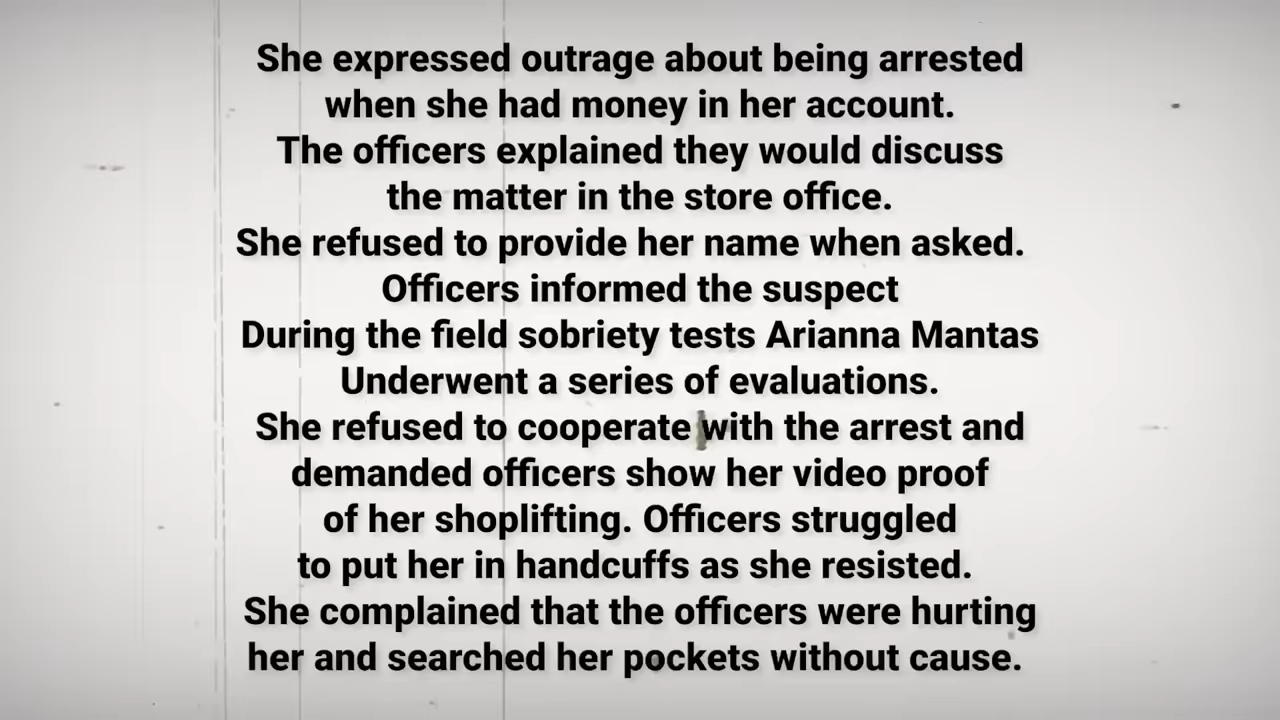 She expressed outrage about being arrested
when she had money in her account.
The officers explained they would discuss
the matter in the store office.
She refused to provide her name when asked.
Officers informed the suspect
During the field sobriety tests Arianna Mantas
Underwent a series of evaluations.
She refused to cooperate with the arrest and
demanded officers show her video proof
of her shoplifting. Officers struggled
to put her in handcuffs as she resisted.
She complained that the officers were hurting
her and searched her pockets without cause.